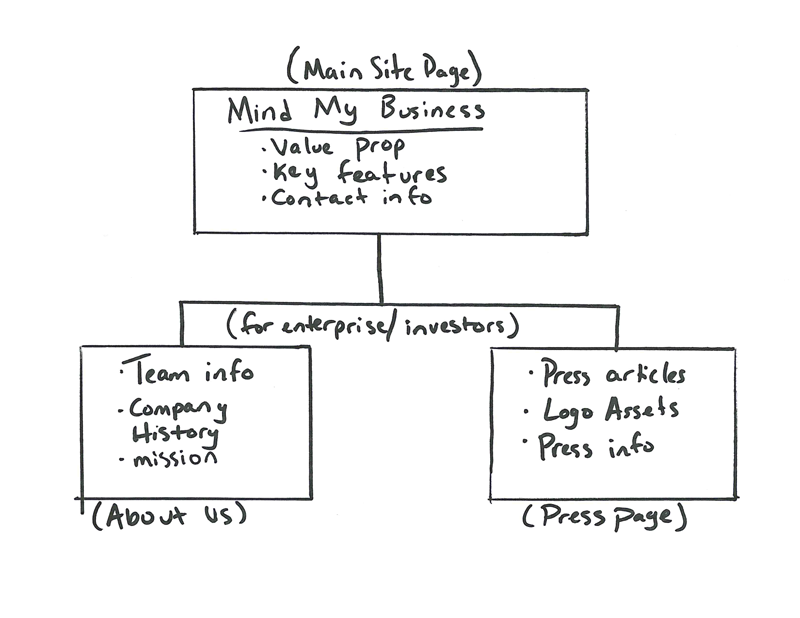 (Main Site Page)
Mind My Business
· Value prop
· Key features
· Contact info
(for enterprise/investors)
· Team info
· Company
History
· mission
(About Us)
· Press articles
· Logo Assets
· Press info
(Press page)